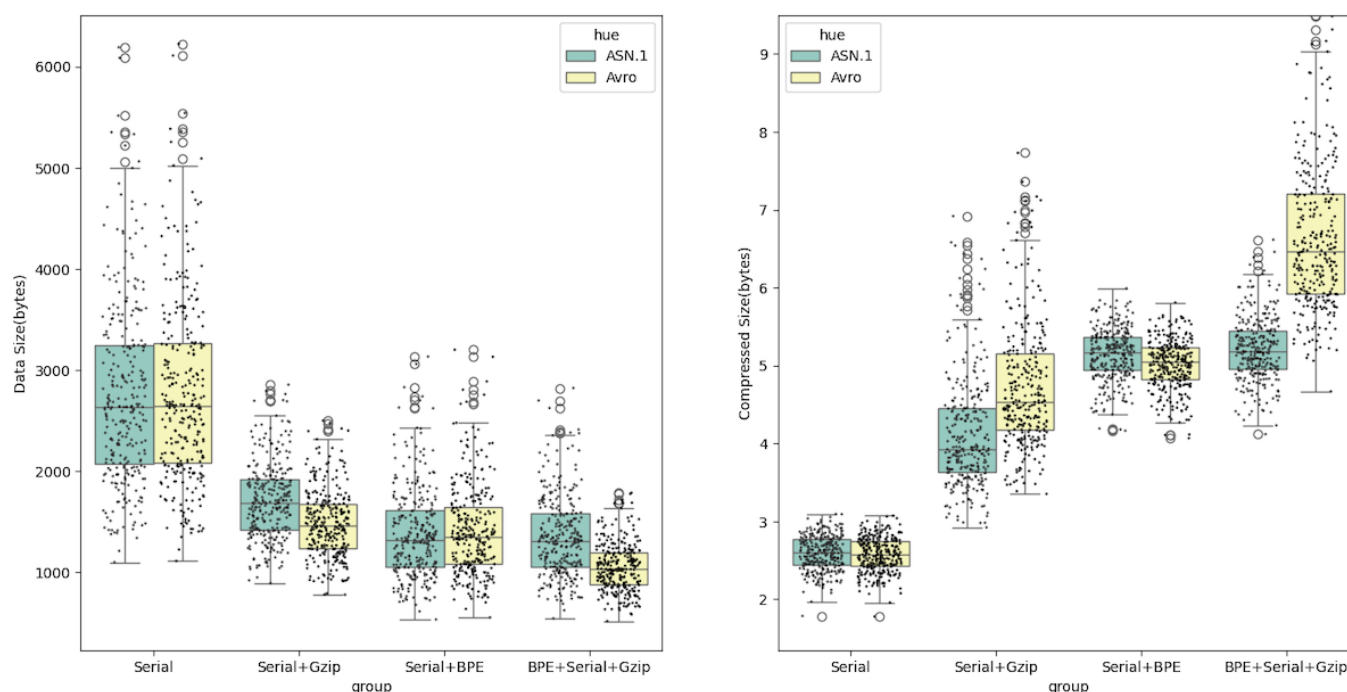 hue
ASN.1
Avro
6000
5000
4000
3000
2000
1000
Data Size(bytes)
Serial
Serial+Gzip
Serial+BPE
BPE+Serial+Gzip
group
hue
ASN.1
Avro
9
8
7
6
5
4
3
2
Compressed Size(bytes)
Serial
Serial+Gzip
Serial+BPE
BPE+Serial+Gzip
group